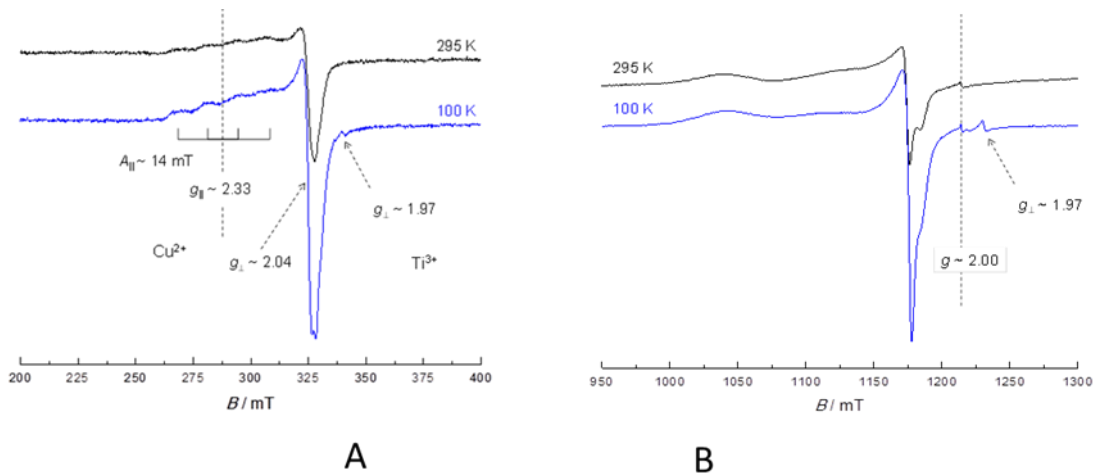 295 K
100 K
A|| ~ 14 mT
g|| ~ 2.33
g⊥ ~ 1.97
Cu²⁺
g⊥ ~ 2.04
Ti³⁺
200 225 250 275 300 325 350 375 400
B / mT
A
295 K
100 K
g⊥ ~ 1.97
g ~ 2.00
950 1000 1050 1100 1150 1200 1250 1300
B / mT
B